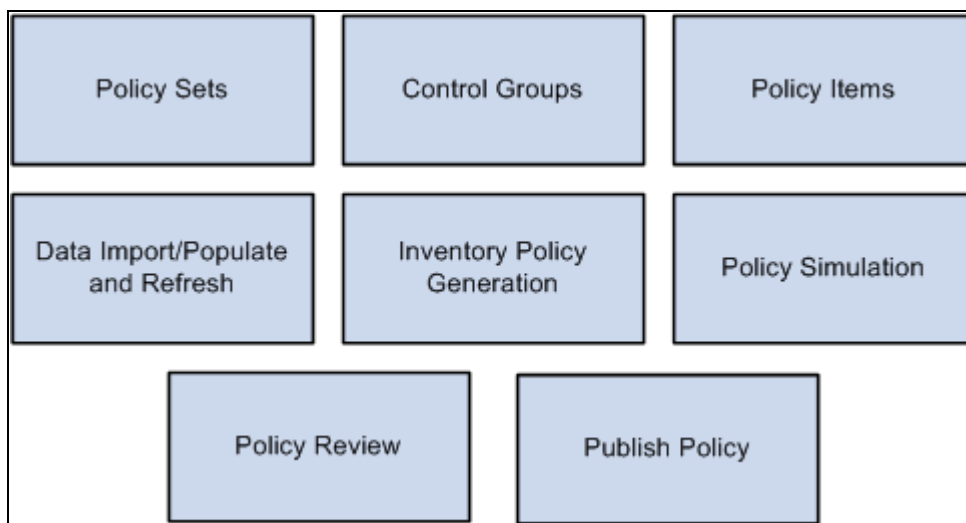 Policy Sets
Control Groups
Policy Items
Data Import/Populate
and Refresh
Inventory Policy
Generation
Policy Simulation
Policy Review
Publish Policy